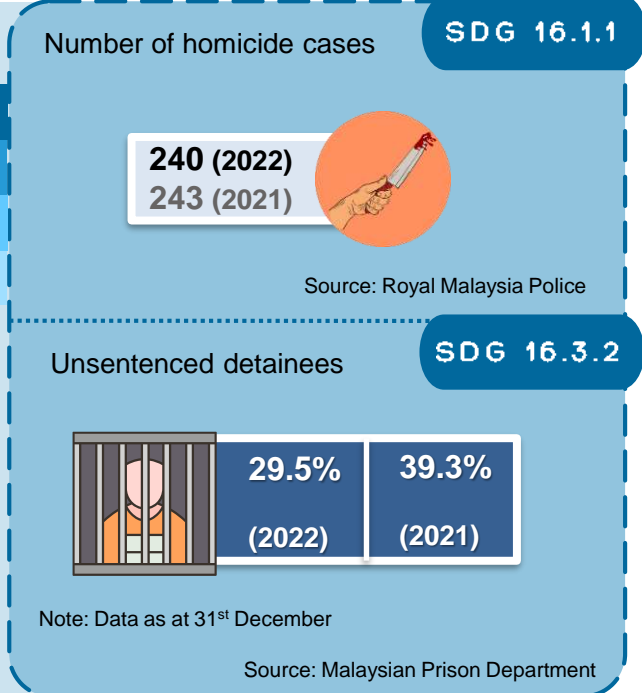 Number of homicide cases
SDG 16.1.1
240 (2022)
243 (2021)
Source: Royal Malaysia Police
Unsentenced detainees
SDG 16.3.2
29.5%
(2022)
39.3%
(2021)
Note: Data as at 31st December
Source: Malaysian Prison Department